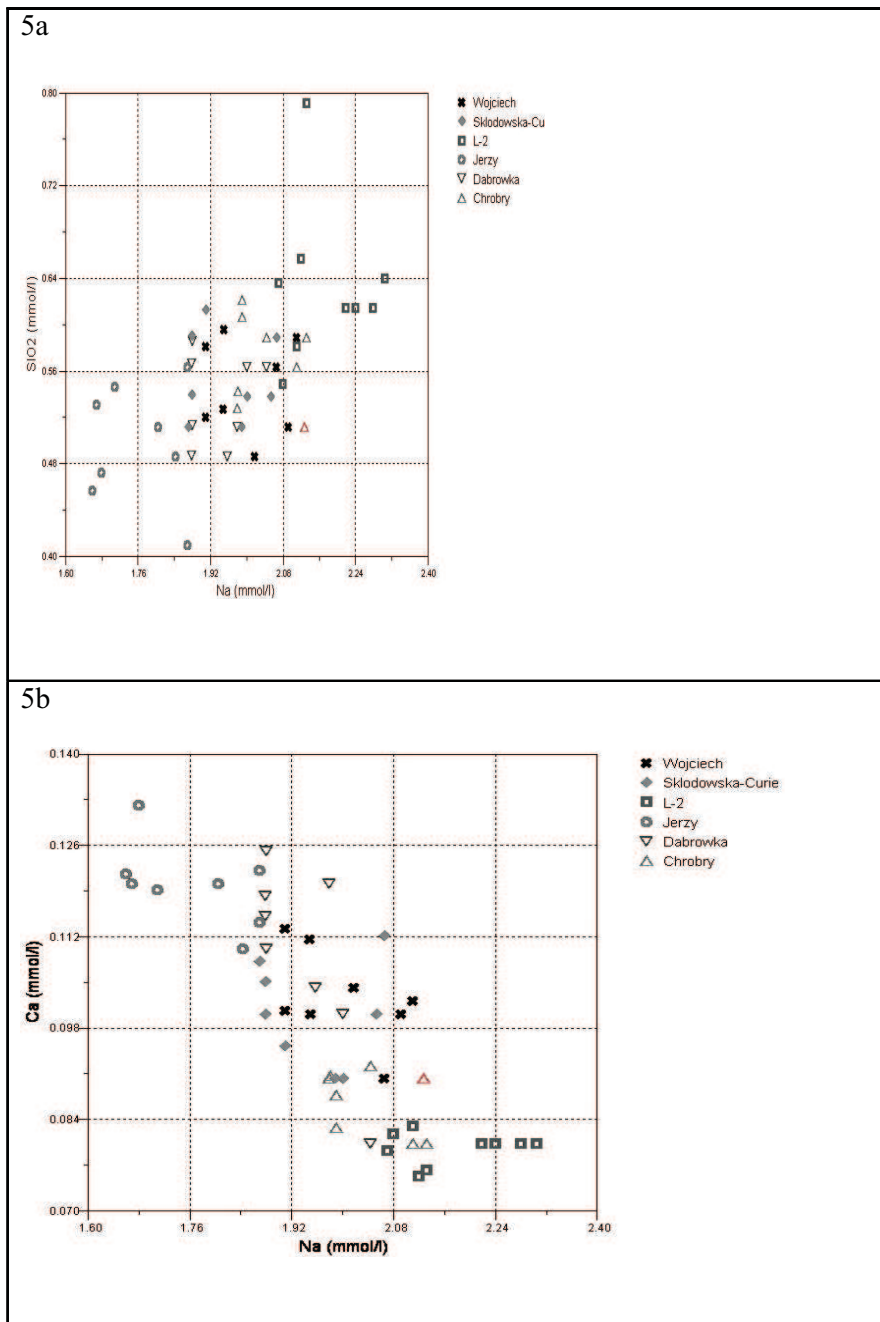 5a
0.80
0.72
0.64
0.56
0.48
0.40
SIO2 (mmol/l)
1.60 1.76 1.92 2.08 2.24 2.40
Na (mmol/l)
Wojciech
Sklodowska-Cu
L-2
Jerzy
Dabrowka
Chrobry
5b
0.140
0.126
0.112
0.098
0.084
0.070
Ca (mmol/l)
1.60 1.76 1.92 2.08 2.24 2.40
Na (mmol/l)
Wojciech
Sklodowska-Curie
L-2
Jerzy
Dabrowka
Chrobry